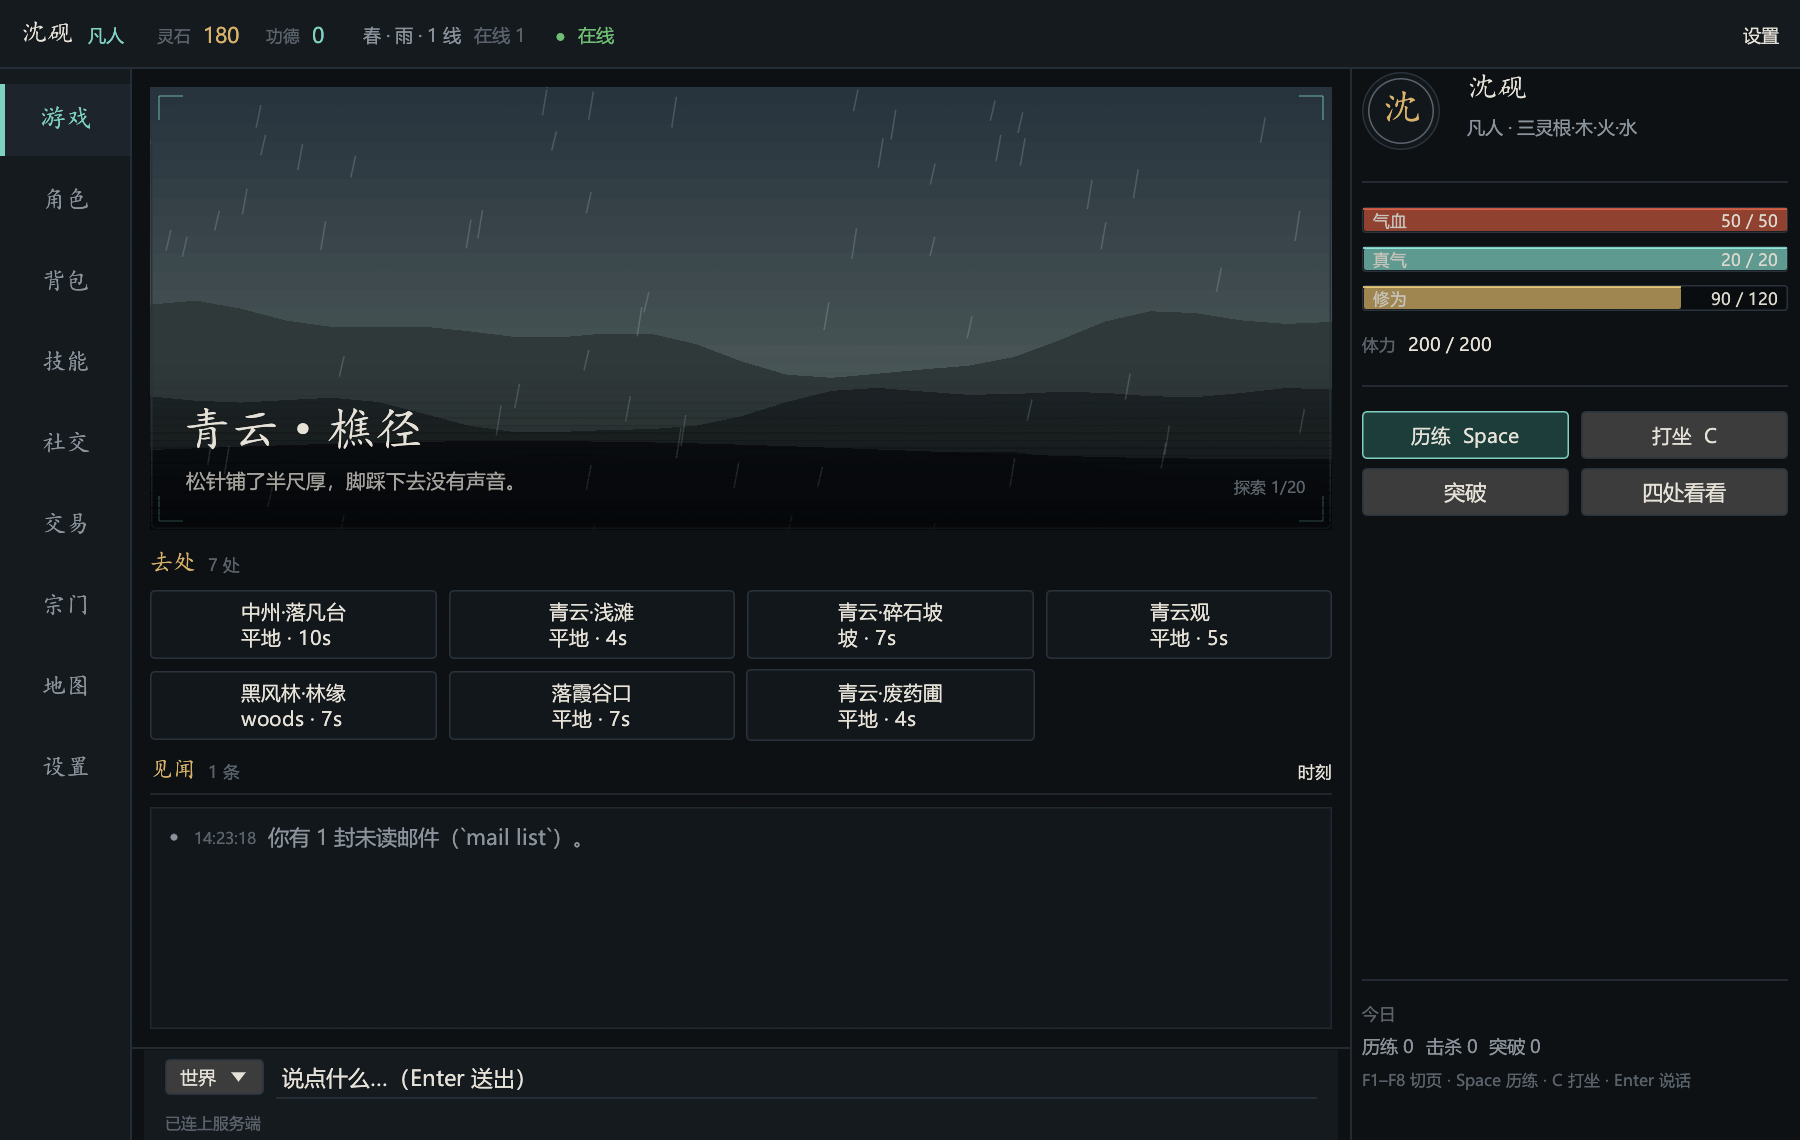 沈砚 凡人 灵石 180 功德 0 春 · 雨 · 1 线 在线 1 ● 在线 设置
游戏
角色
背包
技能
社交
交易
宗门
地图
设置
青云·樵径
松针铺了半尺厚，脚踩下去没有声音。
探索 1/20
去处 7 处
中州·落凡台
平地 · 10s
青云·浅滩
平地 · 4s
青云·碎石坡
坡 · 7s
青云观
平地 · 5s
黑风林·林缘
woods · 7s
落霞谷口
平地 · 7s
青云·废药圃
平地 · 4s
见闻 1 条 时刻
• 14:23:18 你有 1 封未读邮件（`mail list`）。
世界 ▼ 说点什么…（Enter 送出）
已连上服务端
沈
沈砚
凡人 · 三灵根·木·火·水
气血 50 / 50
真气 20 / 20
修为 90 / 120
体力 200 / 200
历练 Space
打坐 C
突破
四处看看
今日
历练 0 击杀 0 突破 0
F1–F8 切页 · Space 历练 · C 打坐 · Enter 说话